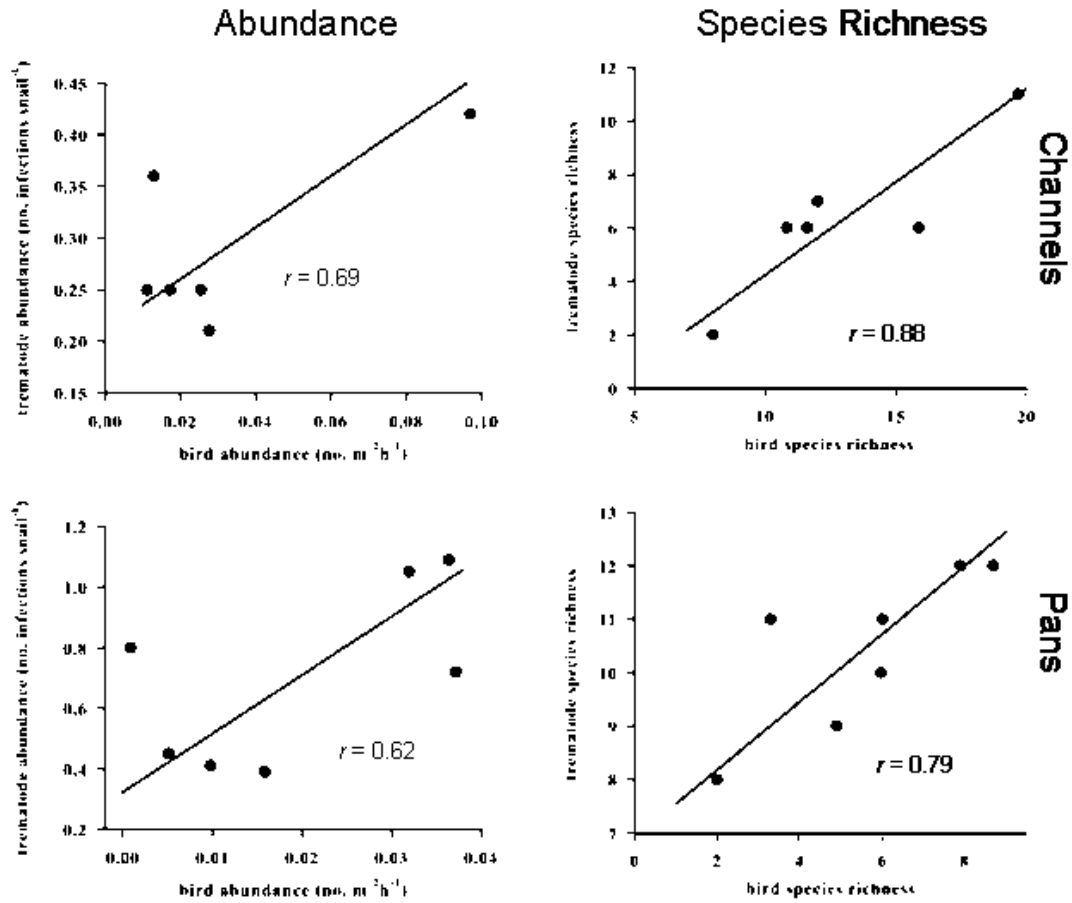 Abundance
Species Richness
trematode abundance (no. infections snail⁻¹)
0.45
0.40
0.35
0.30
0.25
0.20
0.15
r = 0.69
0.00 0.02 0.04 0.06 0.08 0.10
bird abundance (no. m⁻²h⁻¹)
trematode species richness
12
10
8
6
4
2
0
r = 0.88
5 10 15 20
bird species richness
Channels
trematode abundance (no. infections snail⁻¹)
1.2
1.0
0.8
0.6
0.4
0.2
r = 0.62
0.00 0.01 0.02 0.03 0.04
bird abundance (no. m⁻²h⁻¹)
trematode species richness
13
12
11
10
9
8
7
r = 0.79
0 2 4 6 8
bird species richness
Pans